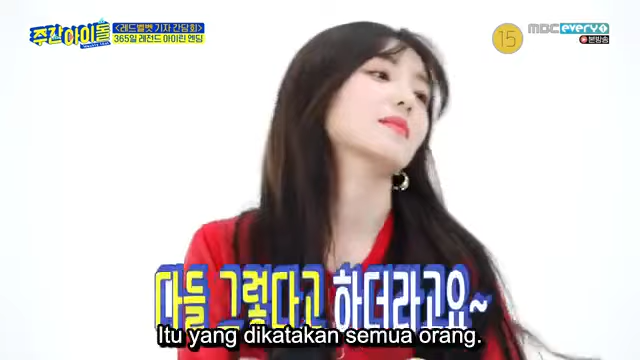 주간아이돌
<레드벨벳 기자 간담회>
365일 레전드 아이린 엔딩
15
MBC every1
본방송
다들 그렇다고 하더라고요~
Itu yang dikatakan semua orang.